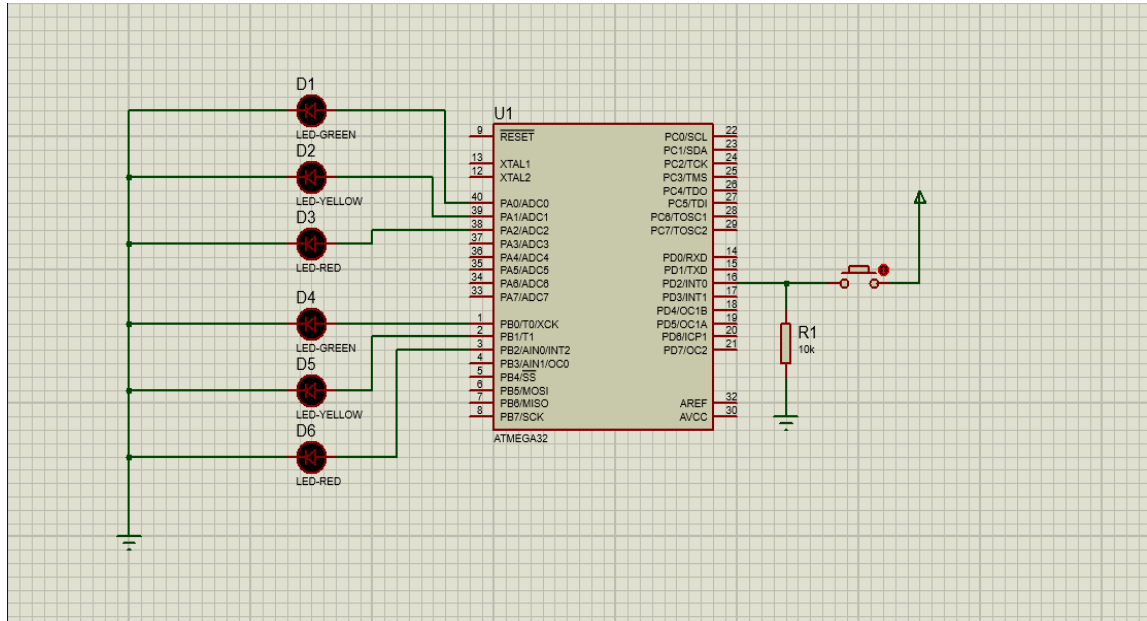 D1
LED-GREEN
D2
LED-YELLOW
D3
LED-RED
D4
LED-GREEN
D5
LED-YELLOW
D6
LED-RED
U1
9 RESET
13 XTAL1
12 XTAL2
40 PA0/ADC0
39 PA1/ADC1
38 PA2/ADC2
37 PA3/ADC3
36 PA4/ADC4
35 PA5/ADC5
34 PA6/ADC6
33 PA7/ADC7
1 PB0/T0/XCK
2 PB1/T1
3 PB2/AIN0/INT2
4 PB3/AIN1/OC0
5 PB4/SS
6 PB5/MOSI
7 PB6/MISO
8 PB7/SCK
PC0/SCL 22
PC1/SDA 23
PC2/TCK 24
PC3/TMS 25
PC4/TDO 26
PC5/TDI 27
PC6/TOSC1 28
PC7/TOSC2 29
PD0/RXD 14
PD1/TXD 15
PD2/INT0 16
PD3/INT1 17
PD4/OC1B 18
PD5/OC1A 19
PD6/ICP1 20
PD7/OC2 21
AREF 32
AVCC 30
ATMEGA32
R1
10k